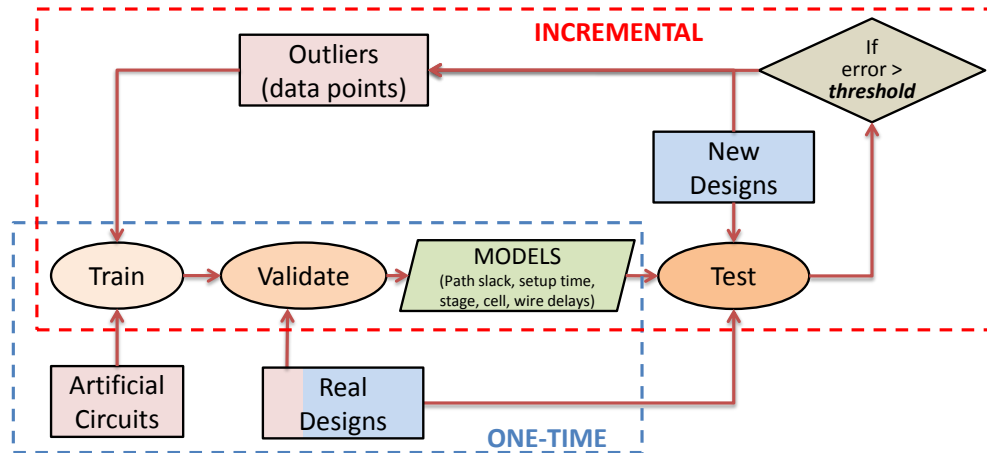 INCREMENTAL
Outliers
(data points)
If
error >
threshold
New
Designs
Train
Validate
MODELS
(Path slack, setup time,
stage, cell, wire delays)
Test
Artificial
Circuits
Real
Designs
ONE-TIME